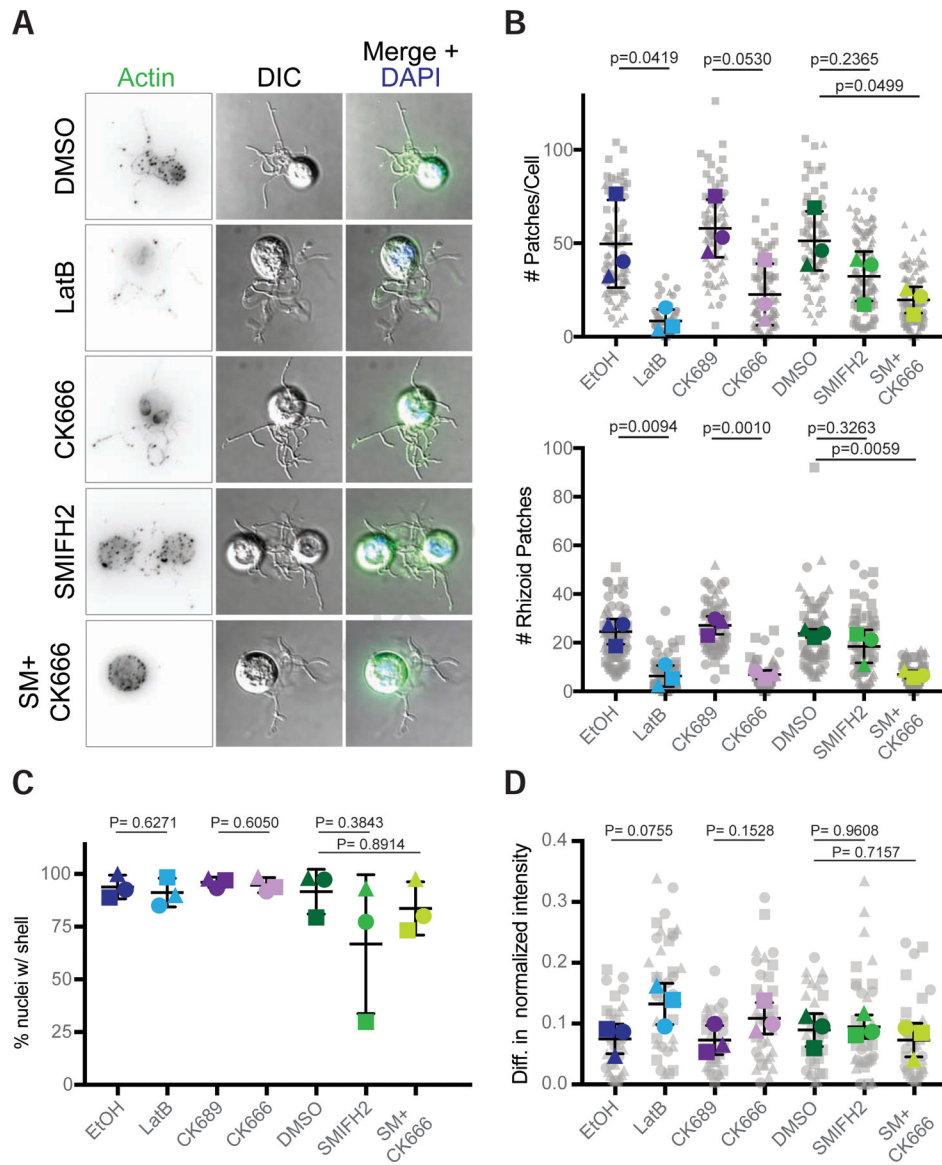 A
Actin
DIC
Merge +
DAPI
DMSO
LatB
CK666
SMIFH2
SM+
CK666
B
p=0.0419
p=0.0530
p=0.2365
p=0.0499
# Patches/Cell
100
50
0
EtOH
LatB
CK689
CK666
DMSO
SMIFH2
SM+
CK666
p=0.0094
p=0.0010
p=0.3263
p=0.0059
# Rhizoid Patches
100
80
60
40
20
0
EtOH
LatB
CK689
CK666
DMSO
SMIFH2
SM+
CK666
C
P= 0.6271
P= 0.6050
P= 0.3843
P= 0.8914
% nuclei w/ shell
100
75
50
25
0
EtOH
LatB
CK689
CK666
DMSO
SMIFH2
SM+
CK666
D
P= 0.0755
P= 0.1528
P= 0.9608
P= 0.7157
Diff. in normalized intensity
0.4
0.3
0.2
0.1
0.0
EtOH
LatB
CK689
CK666
DMSO
SMIFH2
SM+
CK666